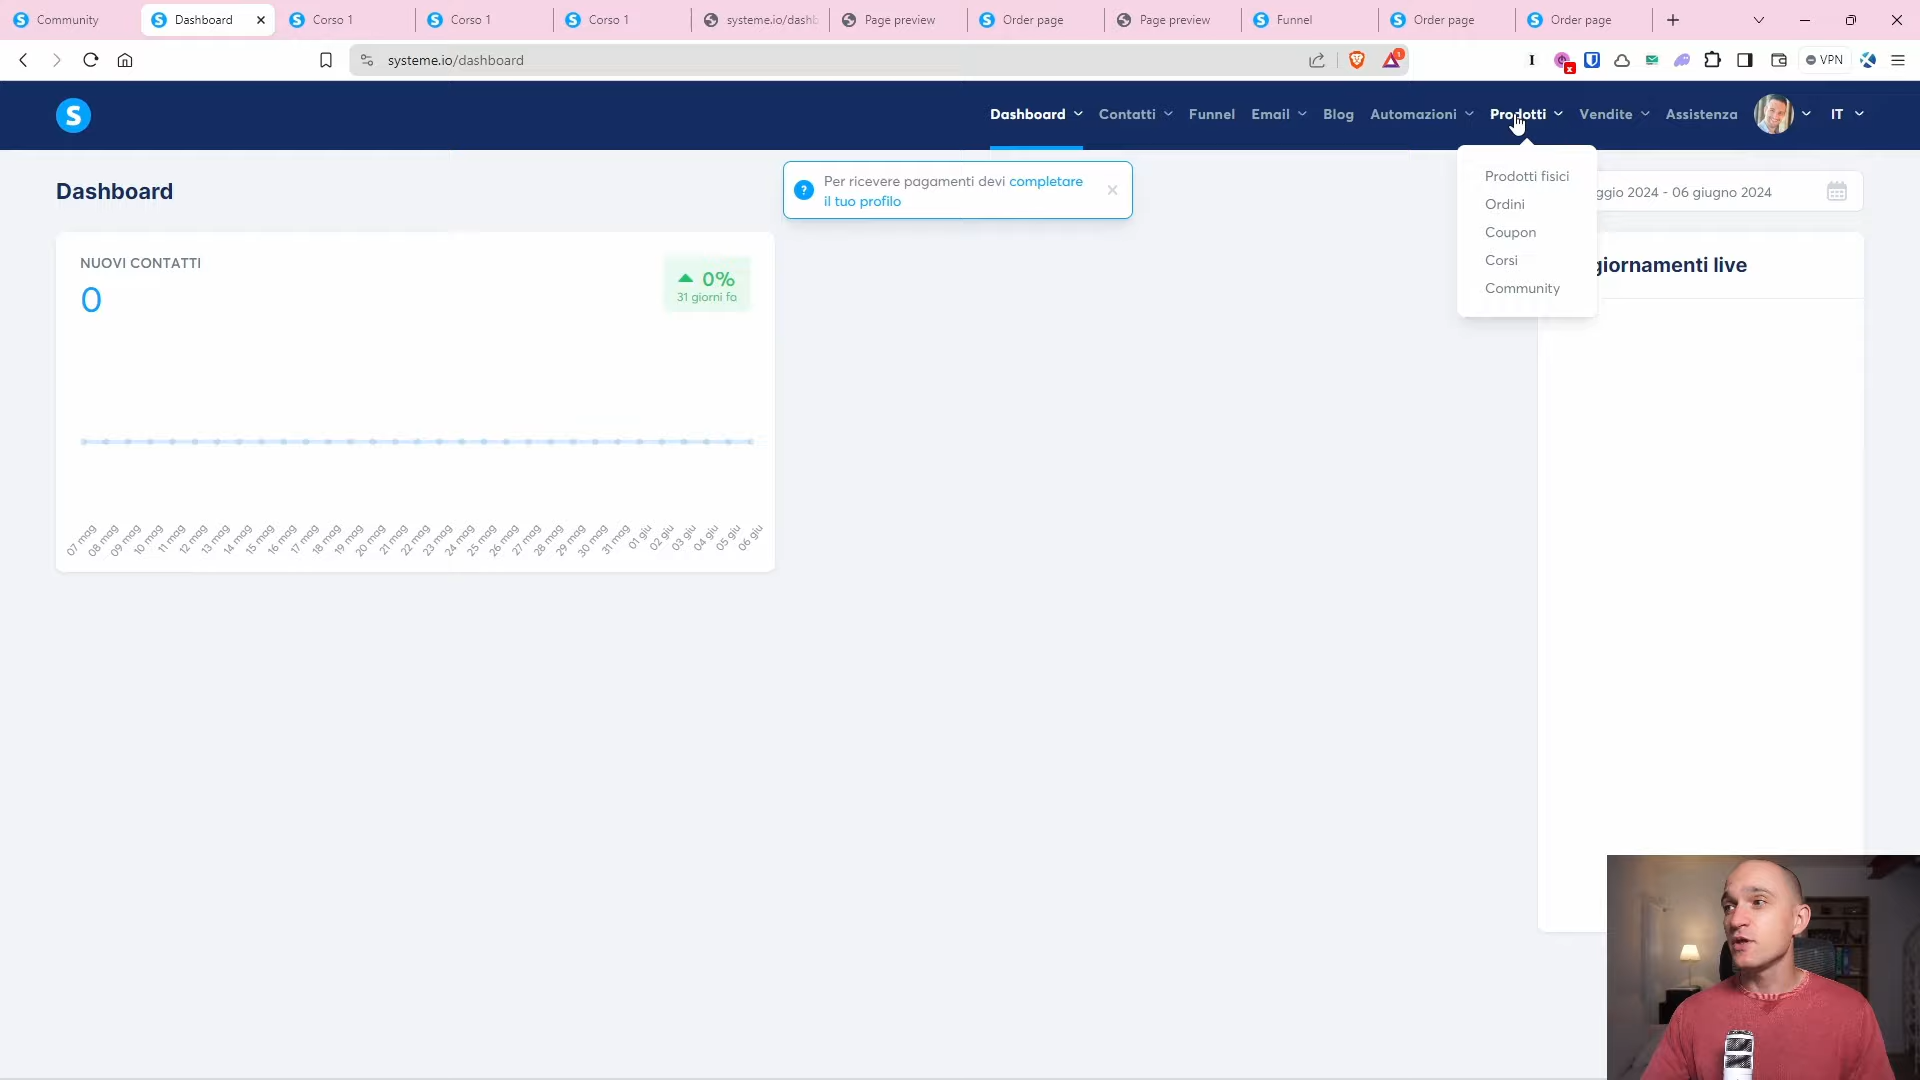 Community
Dashboard
Corso 1
Corso 1
Corso 1
systeme.io/dashb
Page preview
Order page
Page preview
Funnel
Order page
Order page
systeme.io/dashboard
1
VPN
S
Dashboard
Contatti
Funnel
Email
Blog
Automazioni
Prodotti
Vendite
Assistenza
IT
Dashboard
Per ricevere pagamenti devi completare
il tuo profilo
Prodotti fisici
Ordini
Coupon
Corsi
Community
ggio 2024 - 06 giugno 2024
NUOVI CONTATTI
0
0%
31 giorni fa
giornamenti live
07 mag
08 mag
09 mag
10 mag
11 mag
12 mag
13 mag
14 mag
15 mag
16 mag
17 mag
18 mag
19 mag
20 mag
21 mag
22 mag
23 mag
24 mag
25 mag
26 mag
27 mag
28 mag
29 mag
30 mag
31 mag
01 giu
02 giu
03 giu
04 giu
05 giu
06 giu